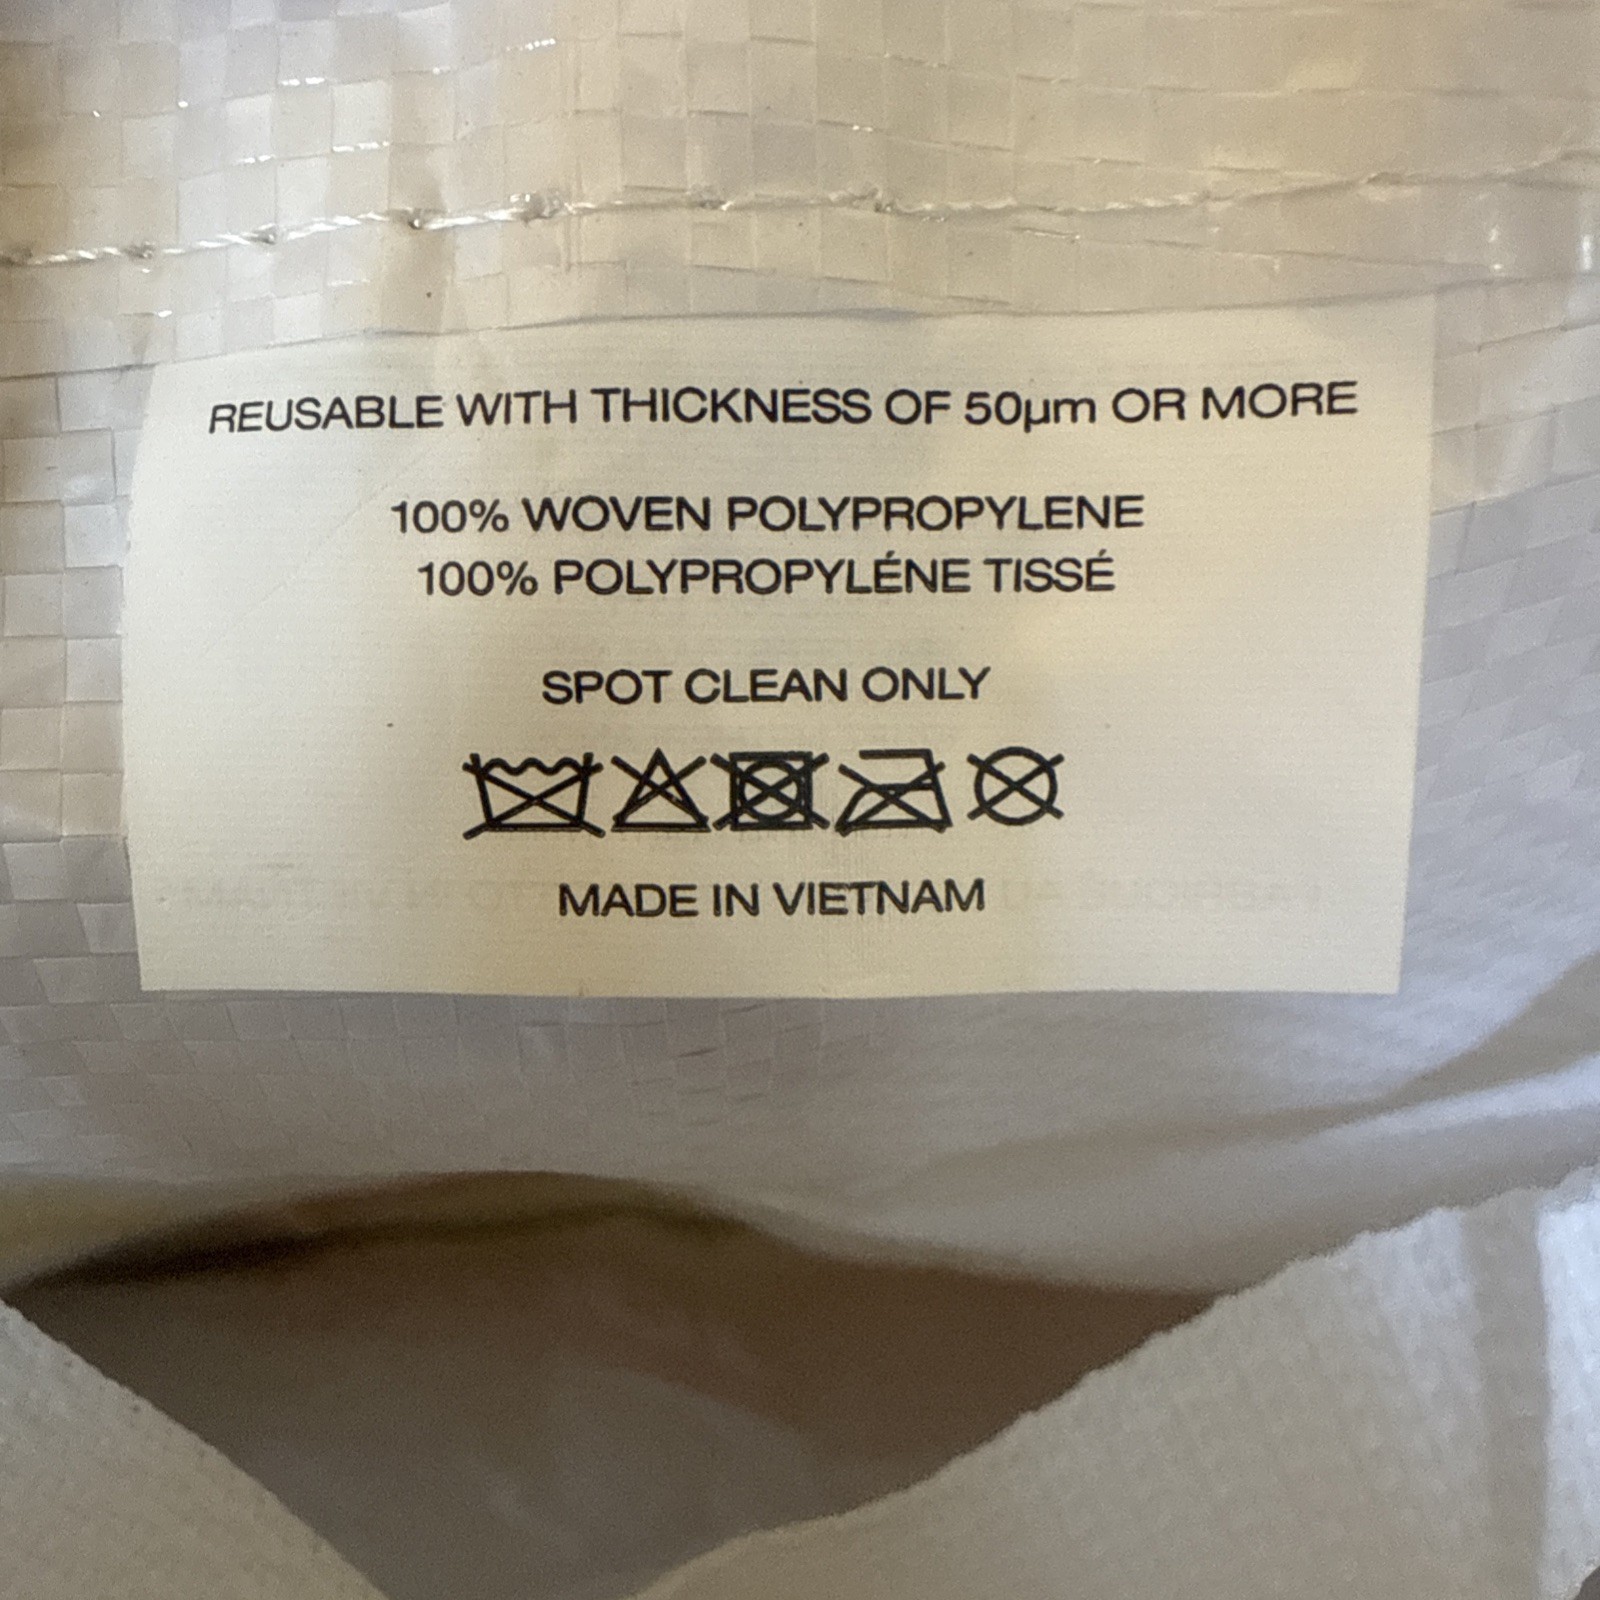 REUSABLE WITH THICKNESS OF 50µm OR MORE
100% WOVEN POLYPROPYLENE
100% POLYPROPYLÉNE TISSÉ
SPOT CLEAN ONLY
MADE IN VIETNAM